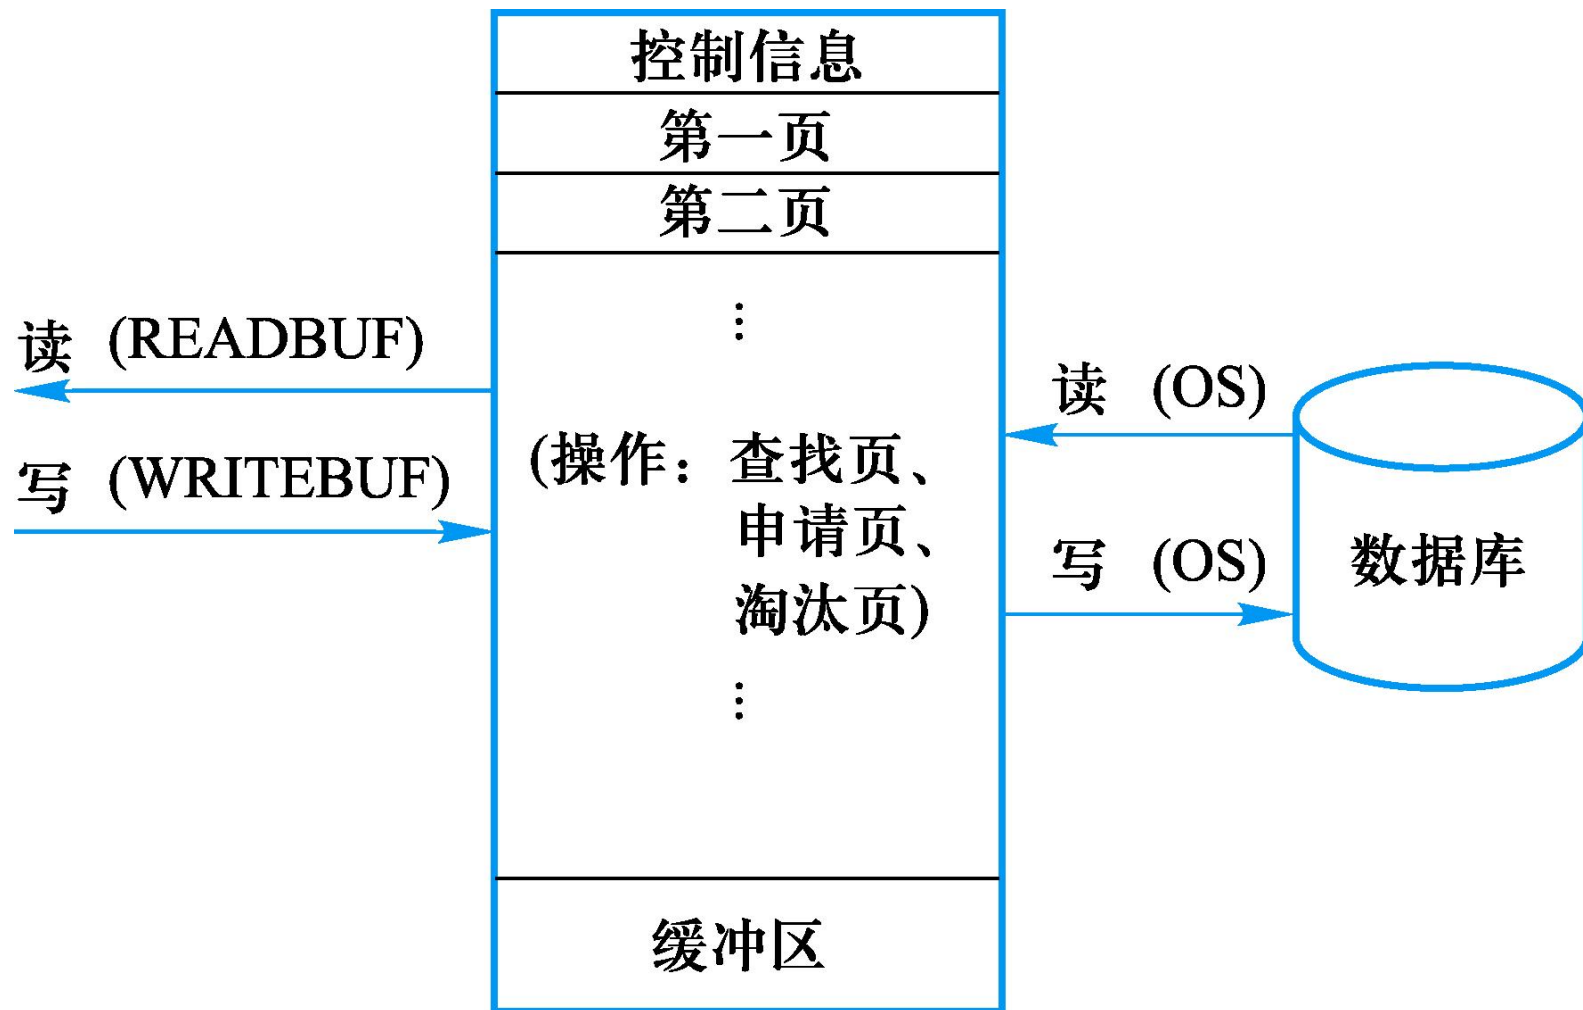 控制信息
第一页
第二页
⋮
读 (READBUF)
写 (WRITEBUF)
(操作：查找页、
申请页、
淘汰页)
⋮
缓冲区
读 (OS)
写 (OS)
数据库